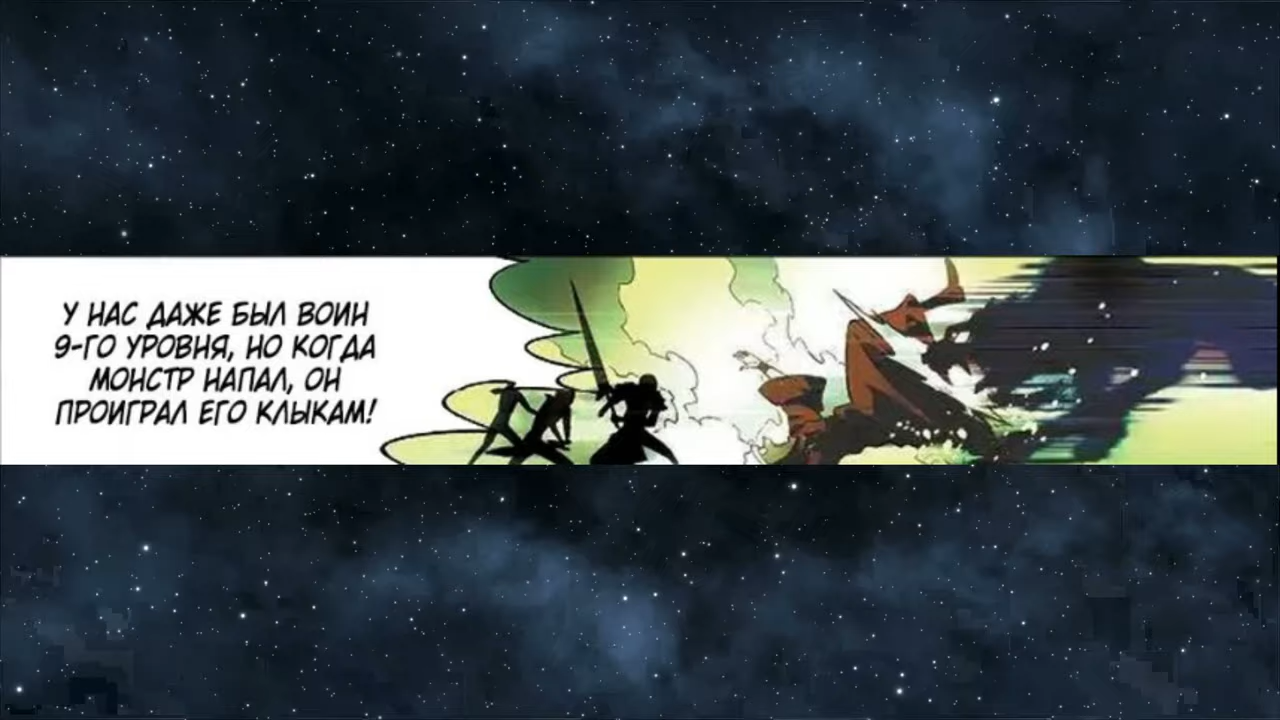 У НАС ДАЖЕ БЫЛ ВОИН
9-ГО УРОВНЯ, НО КОГДА
МОНСТР НАПАЛ, ОН
ПРОИГРАЛ ЕГО КЛЫКАМ!